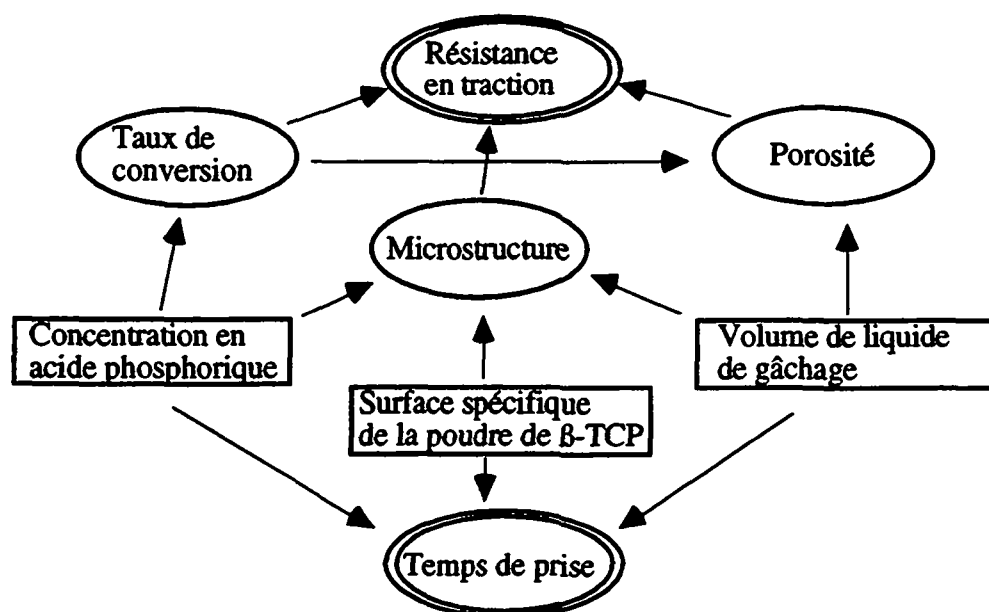 Résistance
en traction
Taux de
conversion
Porosité
Microstructure
Concentration en
acide phosphorique
Volume de liquide
de gâchage
Surface spécifique
de la poudre de ß-TCP
Temps de prise